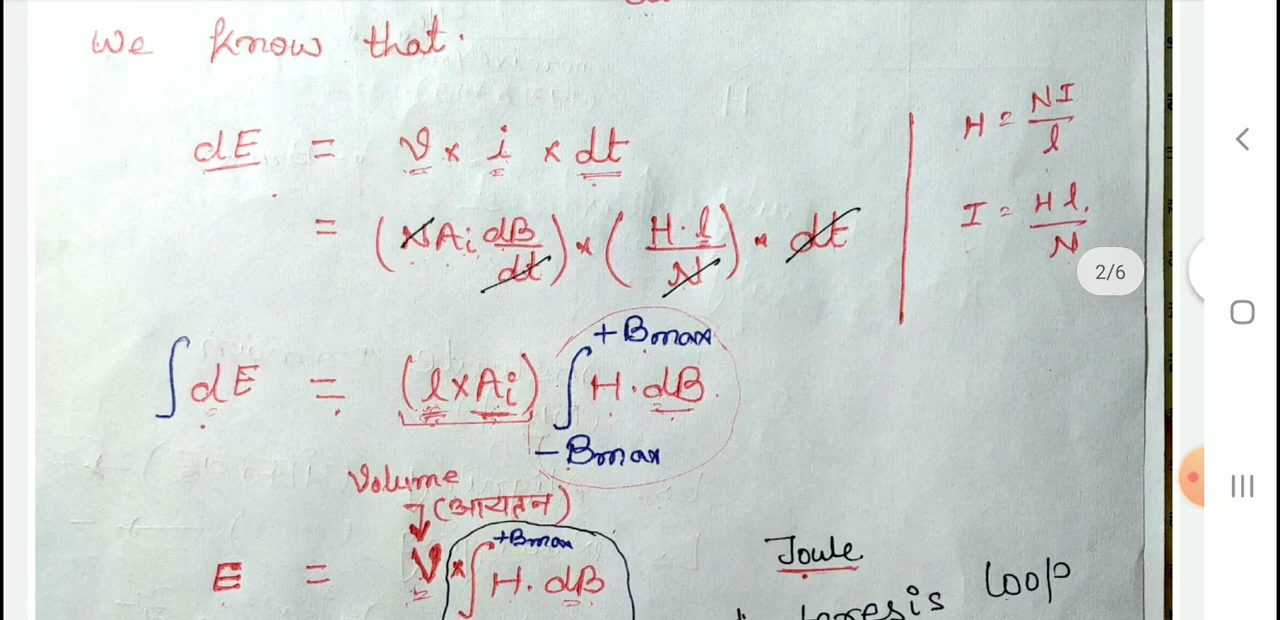 We know that.
dE = v × i × dt
= (N Ai dB/dt) × (H.l/N) × dt
H = NI/l
I = Hl/N
2/6
∫dE = (l×Ai) ∫ +Bmax −Bmax H.dB
Volume
(आयतन)
E = V × ∫ +Bmax H.dB
Joule
loop